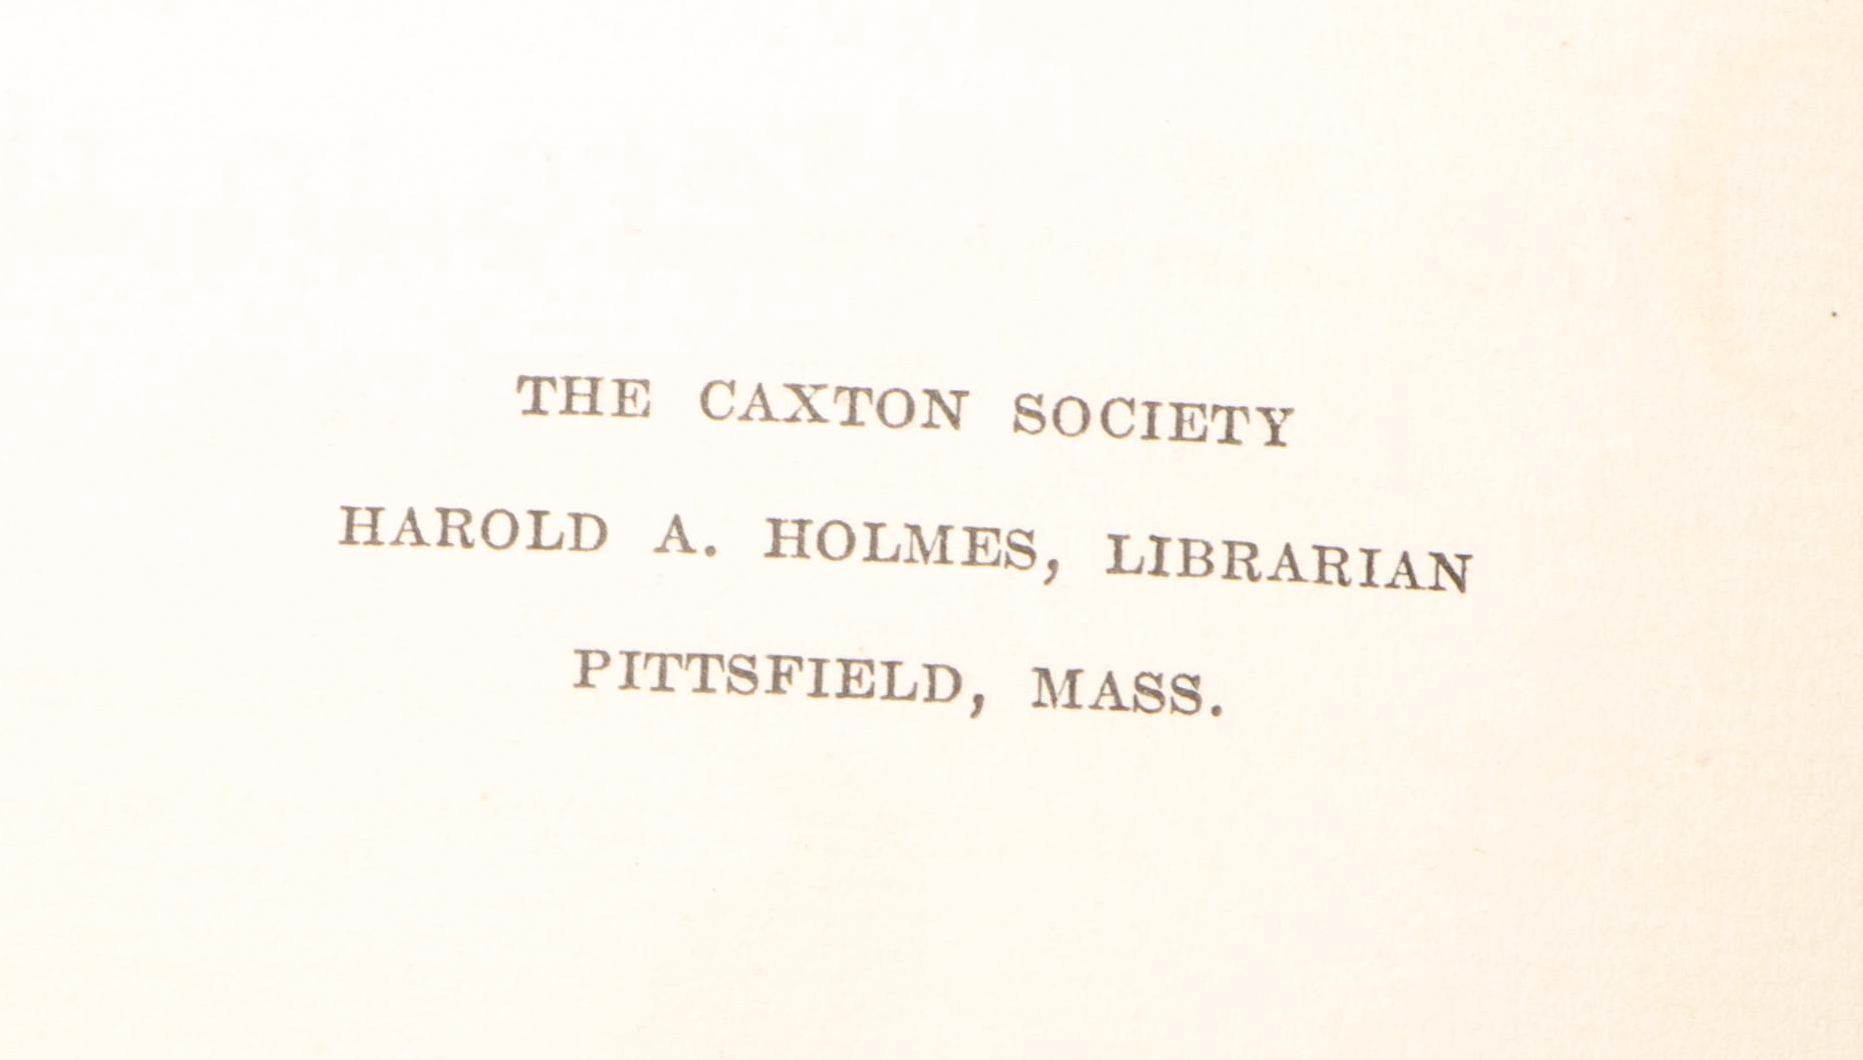 THE CAXTON SOCIETY
HAROLD A. HOLMES, LIBRARIAN
PITTSFIELD, MASS.